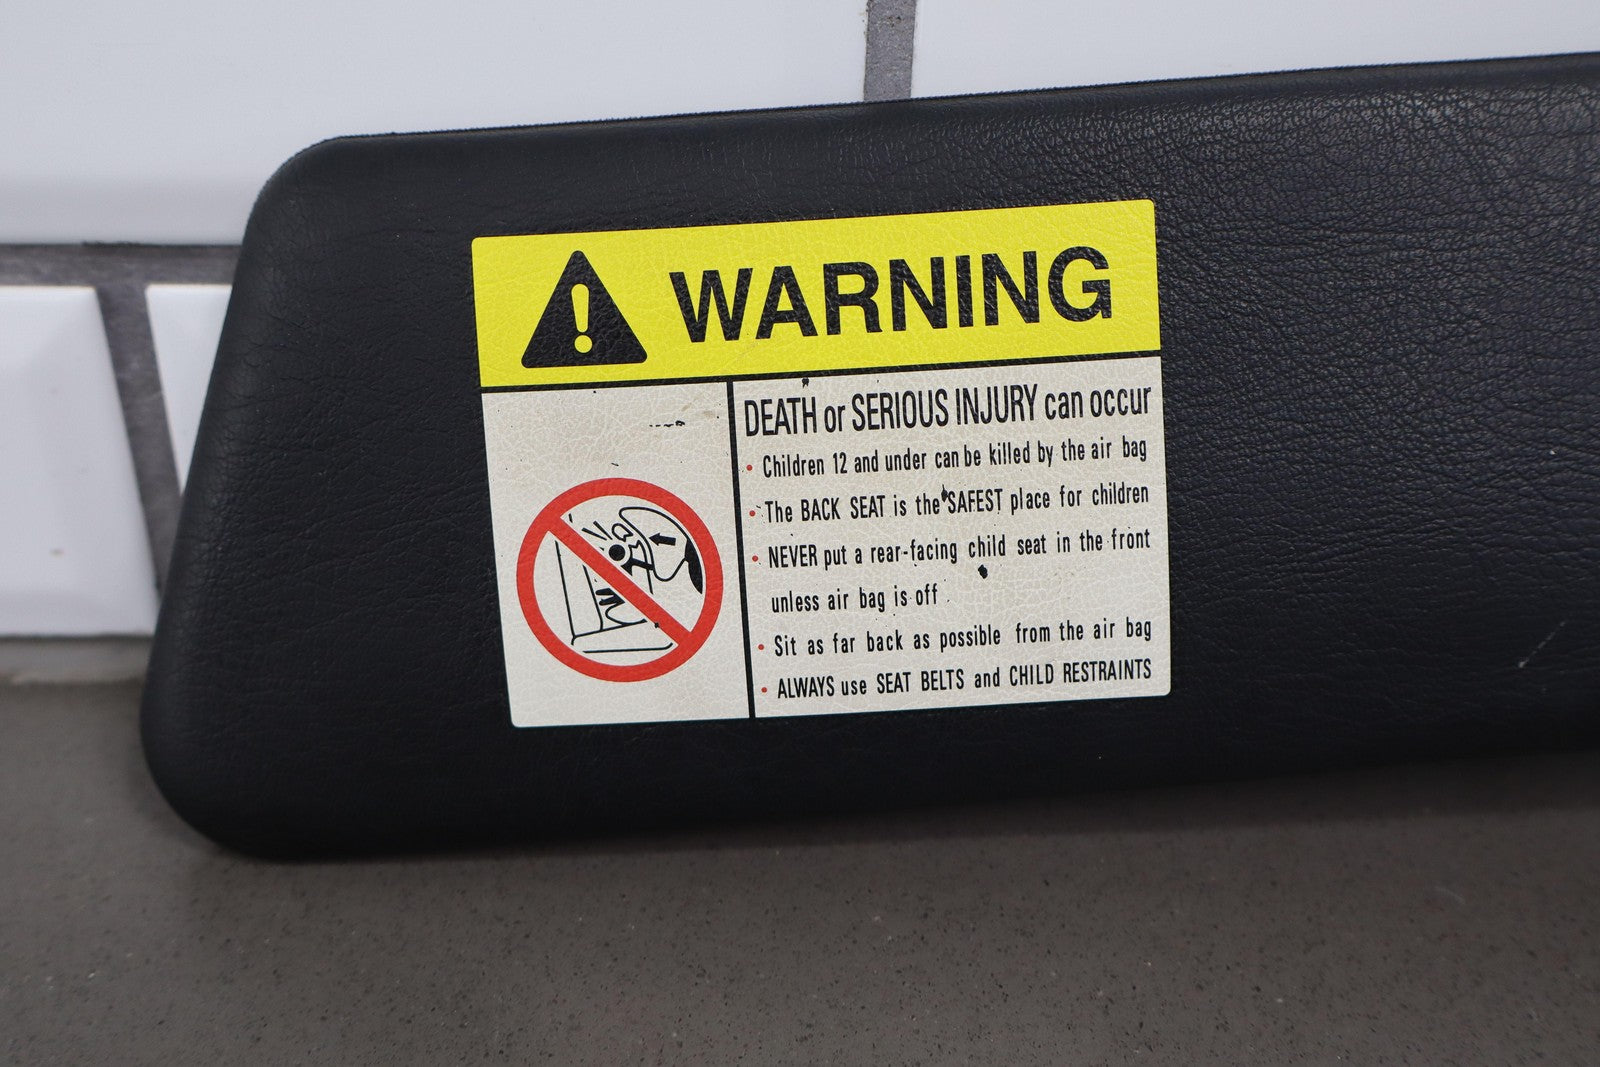 WARNING
DEATH or SERIOUS INJURY can occur
• Children 12 and under can be killed by the air bag
• The BACK SEAT is the SAFEST place for children
• NEVER put a rear-facing child seat in the front
unless air bag is off
• Sit as far back as possible from the air bag
• ALWAYS use SEAT BELTS and CHILD RESTRAINTS